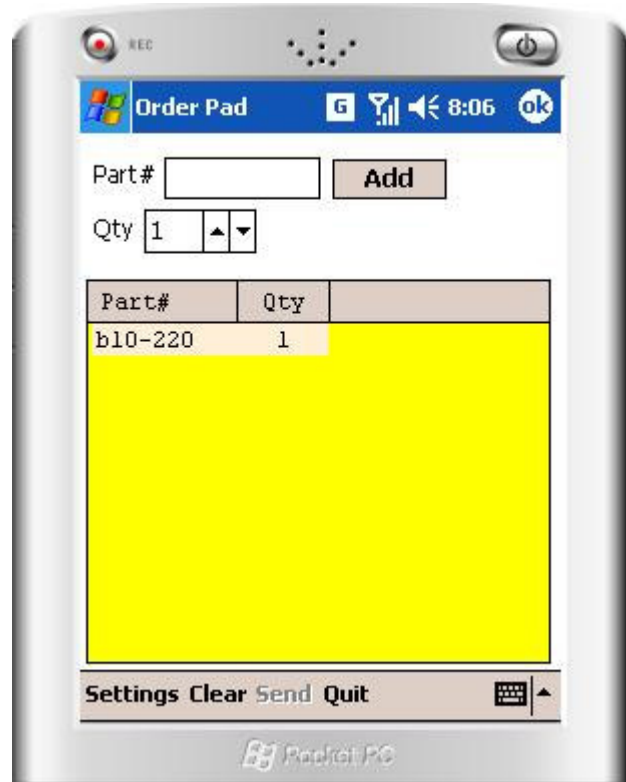 REC
Order Pad G 8:06 ok
Part# Add
Qty 1
Part# Qty
b10-220 1
Settings Clear Send Quit
Pocket PC